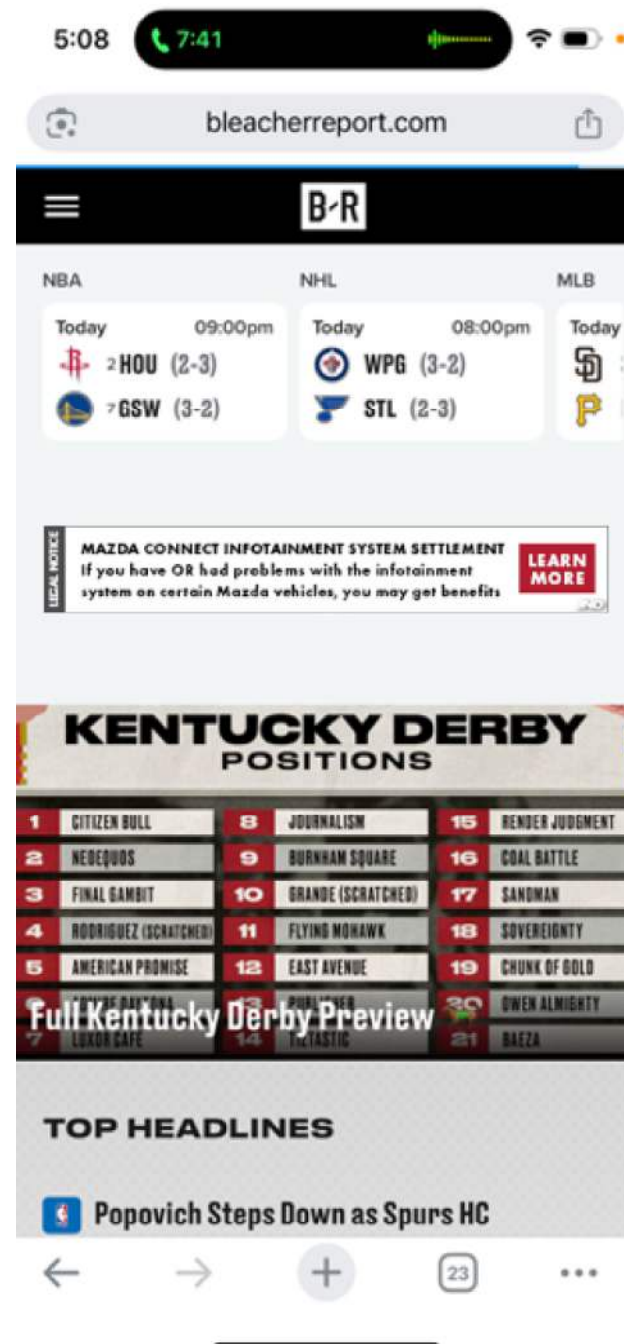 5:08
7:41
bleacherreport.com
B/R
NBA
NHL
MLB
Today 09:00pm
2 HOU (2-3)
7 GSW (3-2)
Today 08:00pm
WPG (3-2)
STL (2-3)
Today
SD
P
LEGAL NOTICE
MAZDA CONNECT INFOTAINMENT SYSTEM SETTLEMENT
If you have OR had problems with the infotainment
system on certain Mazda vehicles, you may get benefits
LEARN
MORE
KENTUCKY DERBY
POSITIONS
1 CITIZEN BULL
2 NEOEQUOS
3 FINAL GAMBIT
4 RODRIGUEZ (SCRATCHED)
5 AMERICAN PROMISE
7 LUXOR CAFE
8 JOURNALISM
9 BURNHAM SQUARE
10 GRANDE (SCRATCHED)
11 FLYING MOHAWK
12 EAST AVENUE
13
14 TIZTASTIC
15 RENDER JUDGMENT
16 COAL BATTLE
17 SANDMAN
18 SOVEREIGNTY
19 CHUNK OF GOLD
20 OWEN ALMIGHTY
21 BAEZA
Full Kentucky Derby Preview
TOP HEADLINES
Popovich Steps Down as Spurs HC
23